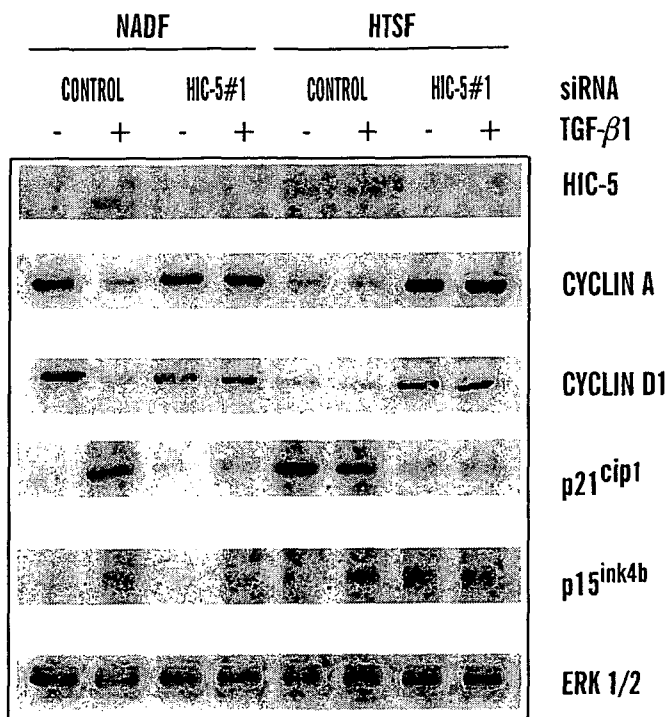 NADF HTSF
CONTROL HIC-5#1 CONTROL HIC-5#1 siRNA
- + - + - + - + TGF-β1
HIC-5
CYCLIN A
CYCLIN D1
p21cip1
p15ink4b
ERK 1/2